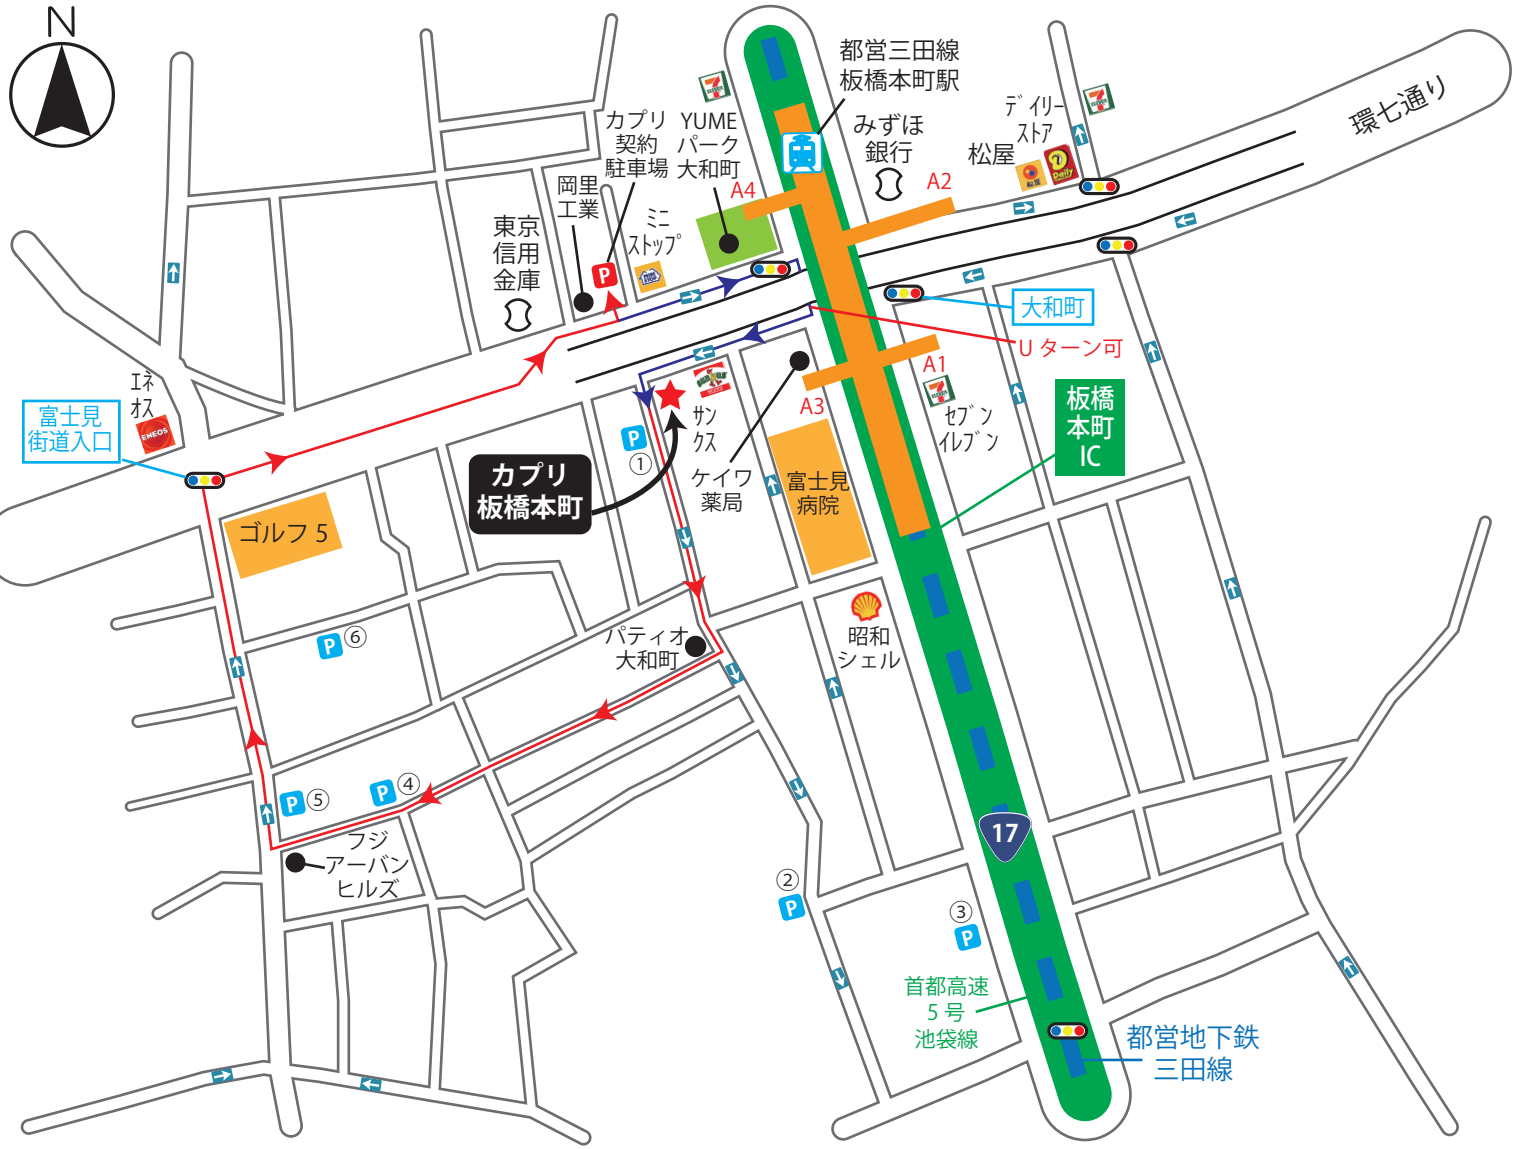 N
都営三田線
板橋本町駅
環七通り
デイリー
ストア
松屋
松屋
Daily
みずほ
銀行
A2
カプリ
契約
駐車場
YUME
パーク
大和町
A4
岡里
工業
ミニ
ストップ
P
東京
信用
金庫
大和町
Uターン可
A1
7
セブン
イレブン
板橋
本町
IC
エネ
オス
ENEOS
富士見
街道入口
サン
クス
A3
P
①
ケイワ
薬局
富士見
病院
カプリ
板橋本町
ゴルフ 5
昭和
シェル
パティオ
大和町
P ⑥
P ⑤
P ④
フジ
アーバン
ヒルズ
17
②
P
③
P
首都高速
5 号
池袋線
都営地下鉄
三田線